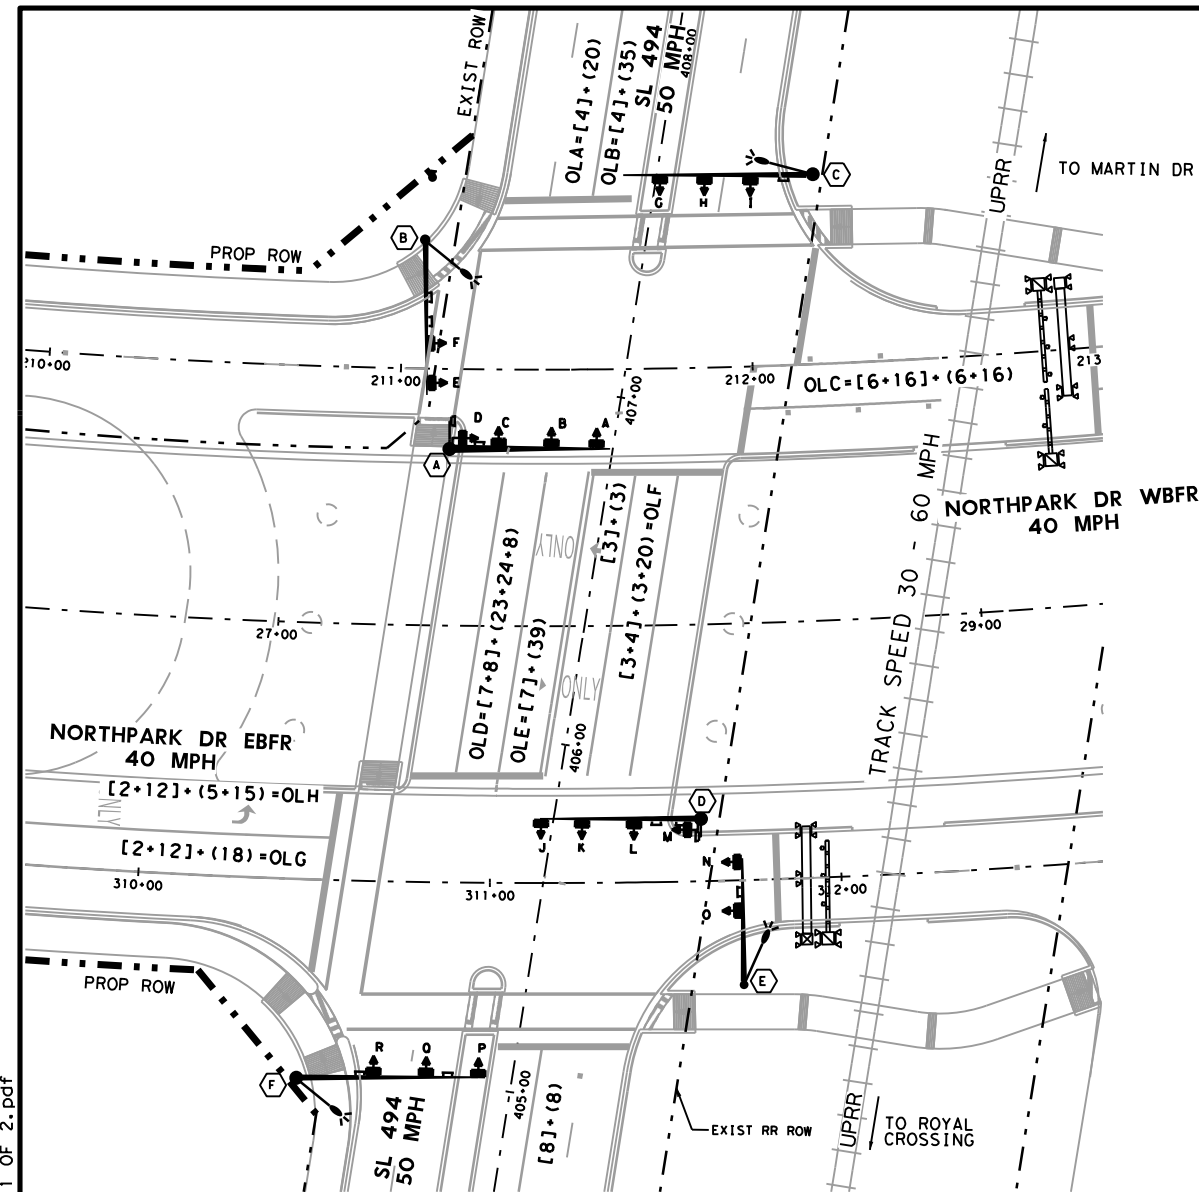 EXIST ROW
OLA=[4]+(20)
OLB=[4]+(35)
SL 494
50 MPH
408+00
C
UPRR
TO MARTIN DR
G
H
I
B
PROP ROW
F
E
210+00
211+00
407+00
212+00
213
OLC=[6+16]+(6+16)
D
C
B
A
A
NORTHPARK DR WBFR
40 MPH
TRACK SPEED 30 - 60 MPH
[3]+(3)
[3+4]+(3+20)=OLF
ONLY
OLD=[7+8]+(23+24+8)
OLE=[7]+(39)
ONLY
27+00
29+00
406+00
NORTHPARK DR EBFR
40 MPH
[2+12]+(5+15)=OLH
ONLY
[2+12]+(18)=OLG
D
J
K
L
M
N
O
310+00
311+00
312+00
E
PROP ROW
R
Q
P
F
405+00
SL 494
50 MPH
[8]+(8)
EXIST RR ROW
UPRR
TO ROYAL
CROSSING
1 OF 2.pdf